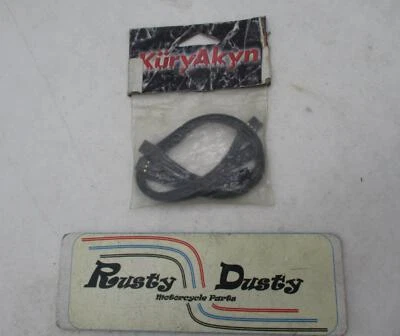 KüryAkyn
Rusty Dusty
Motorcycle Parts